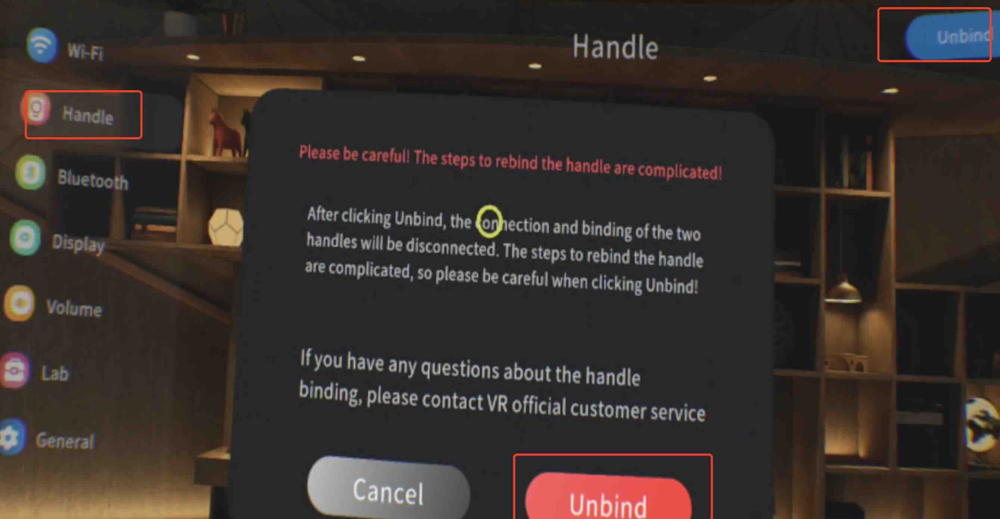 Wi-Fi
Handle
Bluetooth
Display
Volume
Lab
General
Handle
Unbind
Please be careful! The steps to rebind the handle are complicated!
After clicking Unbind, the connection and binding of the two
handles will be disconnected. The steps to rebind the handle
are complicated, so please be careful when clicking Unbind!
If you have any questions about the handle
binding, please contact VR official customer service
Cancel
Unbind